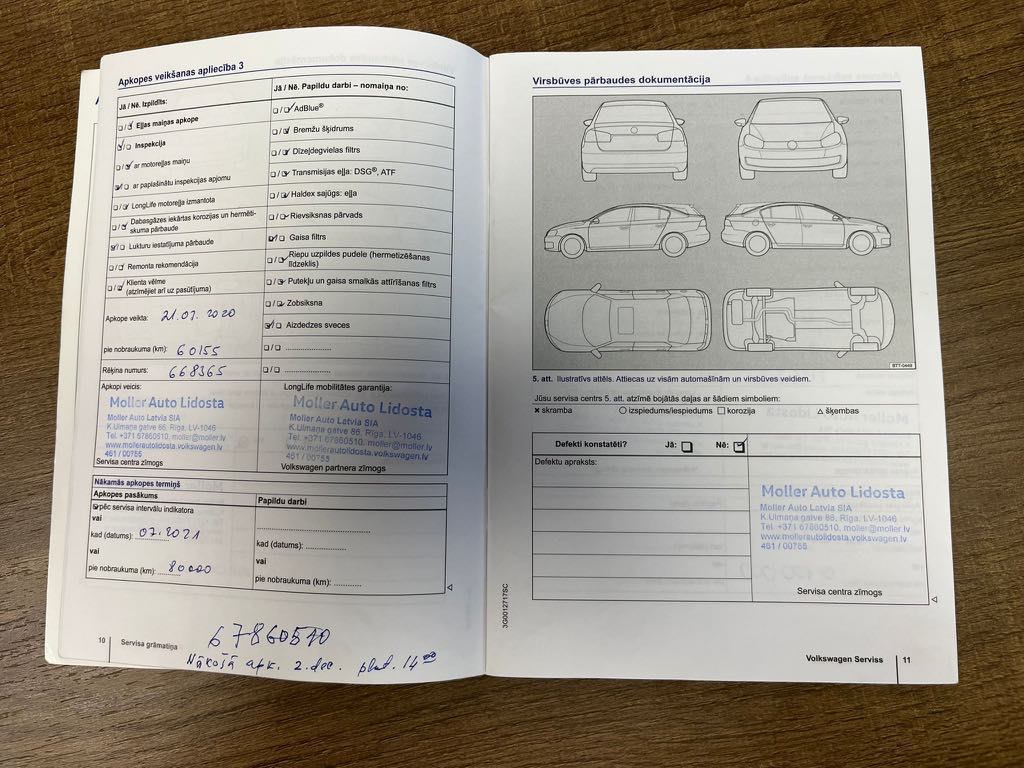 Apkopes veikšanas apliecība 3
Jā / Nē. Izpildīts:
Eļļas maiņas apkope
Inspekcija
ar motoreļļas maiņu
ar paplašinātu inspekcijas apjomu
LongLife motoreļļa izmantota
Dabasgāzes iekārtas korozijas un hermēti-
skuma pārbaude
Lukturu iestatījuma pārbaude
Remonta rekomendācija
Klienta vēlme
(atzīmējiet arī uz pasūtījuma)
Apkope veikta: 21.07. 2020
pie nobraukuma (km): 60155
Rēķina numurs: 668365
Jā / Nē. Papildu darbi – nomaiņa no:
AdBlue®
Bremžu šķidrums
Dīzeļdegvielas filtrs
Transmisijas eļļa: DSG®, ATF
Haldex sajūgs: eļļa
Rievsiksnas pārvads
Gaisa filtrs
Riepu uzpildes pudele (hermetizēšanas
līdzeklis)
Putekļu un gaisa smalkās attīrīšanas filtrs
Zobsiksna
Aizdedzes sveces
Apkopi veicis:
Moller Auto Lidosta
Moller Auto Latvia SIA
K.Ulmaņa gatve 86, Rīga, LV-1046
Tel. +371 67860510, moller@moller.lv
www.mollerautolidosta.volkswagen.lv
461 / 00755
Servisa centra zīmogs
LongLife mobilitātes garantija:
Moller Auto Lidosta
Moller Auto Latvia SIA
K.Ulmaņa gatve 86, Rīga, LV-1046
Tel. +371 67860510, moller@moller.lv
www.mollerautolidosta.volkswagen.lv
461 / 00755
Volkswagen partnera zīmogs
Nākamās apkopes termiņš
Apkopes pasākums
pēc servisa intervālu indikatora
vai
kad (datums): 07.2021
vai
pie nobraukuma (km): 80000
Papildu darbi
kad (datums):
vai
pie nobraukuma (km):
10 Servisa grāmatiņa
67860510
Nākošā apk. 2. dec. plkst. 14 00
Virsbūves pārbaudes dokumentācija
B7T-0449
5. att. Ilustratīvs attēls. Attiecas uz visām automašīnām un virsbūves veidiem.
Jūsu servisa centrs 5. att. atzīmē bojātās daļas ar šādiem simboliem:
skramba izspiedums/iespiedums korozija šķembas
Defekti konstatēti? Jā: Nē:
Defektu apraksts:
Moller Auto Lidosta
Moller Auto Latvia SIA
K.Ulmaņa gatve 86, Rīga, LV-1046
Tel. +371 67860510, moller@moller.lv
www.mollerautolidosta.volkswagen.lv
461 / 00755
Servisa centra zīmogs
3G0012717SC
Volkswagen Serviss 11